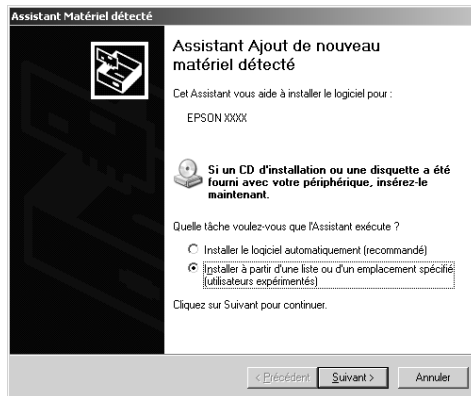 Assistant Matériel détecté
Assistant Ajout de nouveau
matériel détecté
Cet Assistant vous aide à installer le logiciel pour :
EPSON XXXX
Si un CD d'installation ou une disquette a été
fourni avec votre périphérique, insérez-le
maintenant.
Quelle tâche voulez-vous que l'Assistant exécute ?
Installer le logiciel automatiquement (recommandé)
Installer à partir d'une liste ou d'un emplacement spécifié
(utilisateurs expérimentés)
Cliquez sur Suivant pour continuer.
< Précédent
Suivant >
Annuler